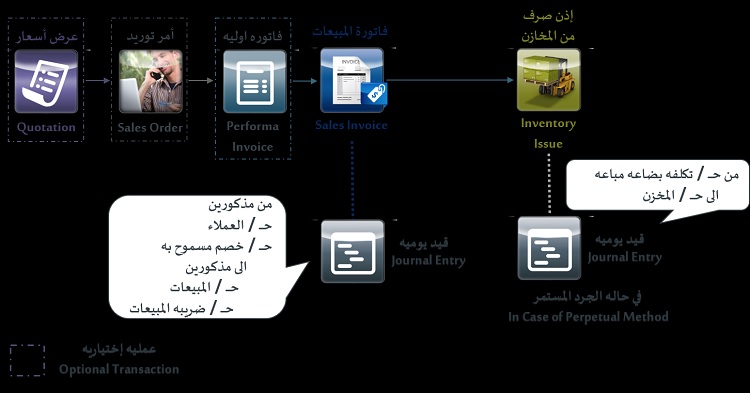 عرض أسعار
Quotation
أمر توريد
Sales Order
فاتوره اوليه
Performa
Invoice
فاتورة المبيعات
INVOICE
Sales Invoice
إذن صرف
من المخازن
Inventory
Issue
من مذكورين
حـ / العملاء
حـ / خصم مسموح به
الى مذكورين
حـ / المبيعات
حـ / ضريبه المبيعات
قيد يوميه
Journal Entry
من حـ / تكلفه بضاعه مباعه
الى حـ / المخزن
قيد يوميه
Journal Entry
في حاله الجرد المستمر
In Case of Perpetual Method
عمليه إختياريه
Optional Transaction